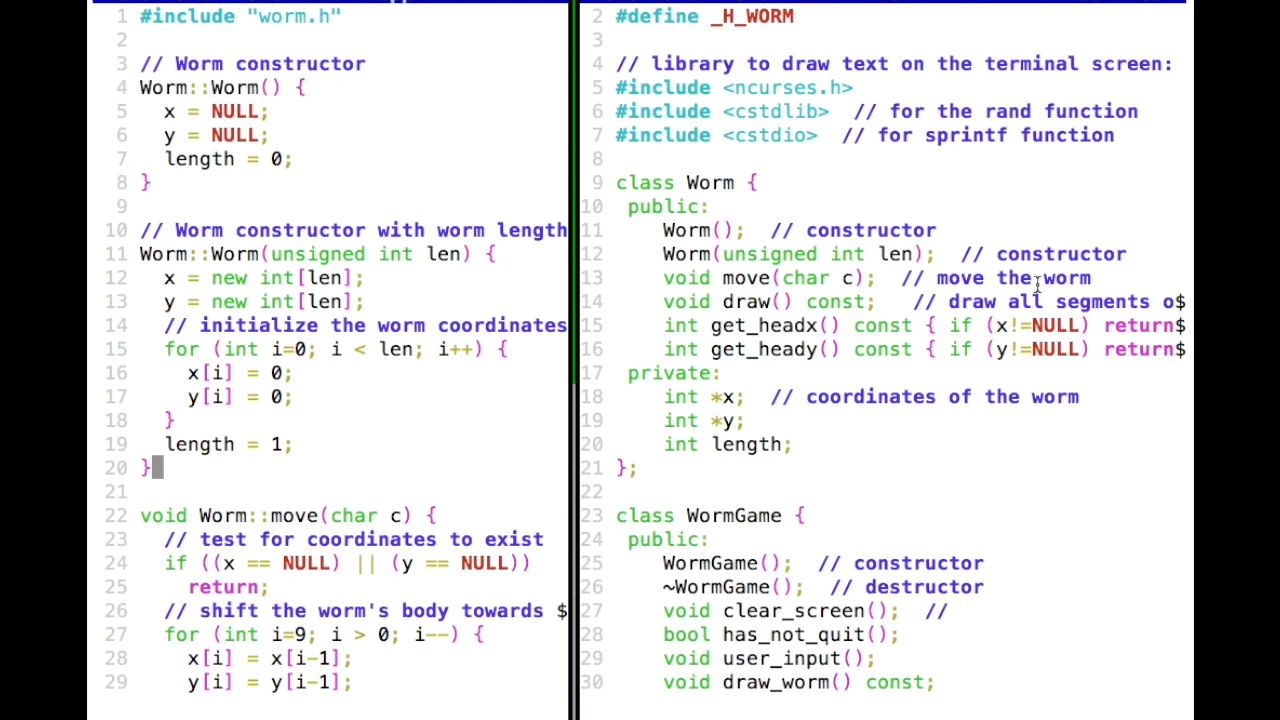 1 #include "worm.h"
2
3 // Worm constructor
4 Worm::Worm() {
5   x = NULL;
6   y = NULL;
7   length = 0;
8 }
9
10 // Worm constructor with worm length
11 Worm::Worm(unsigned int len) {
12   x = new int[len];
13   y = new int[len];
14   // initialize the worm coordinates
15   for (int i=0; i < len; i++) {
16     x[i] = 0;
17     y[i] = 0;
18   }
19   length = 1;
20 }
21
22 void Worm::move(char c) {
23   // test for coordinates to exist
24   if ((x == NULL) || (y == NULL))
25     return;
26   // shift the worm's body towards $
27   for (int i=9; i > 0; i--) {
28     x[i] = x[i-1];
29     y[i] = y[i-1];
2 #define _H_WORM
3
4 // library to draw text on the terminal screen:
5 #include <ncurses.h>
6 #include <cstdlib>  // for the rand function
7 #include <cstdio>  // for sprintf function
8
9 class Worm {
10  public:
11     Worm();  // constructor
12     Worm(unsigned int len);  // constructor
13     void move(char c);  // move the worm
14     void draw() const;   // draw all segments o$
15     int get_headx() const { if (x!=NULL) return$
16     int get_heady() const { if (y!=NULL) return$
17  private:
18     int *x;  // coordinates of the worm
19     int *y;
20     int length;
21 };
22
23 class WormGame {
24  public:
25     WormGame();  // constructor
26     ~WormGame();  // destructor
27     void clear_screen();  //
28     bool has_not_quit();
29     void user_input();
30     void draw_worm() const;